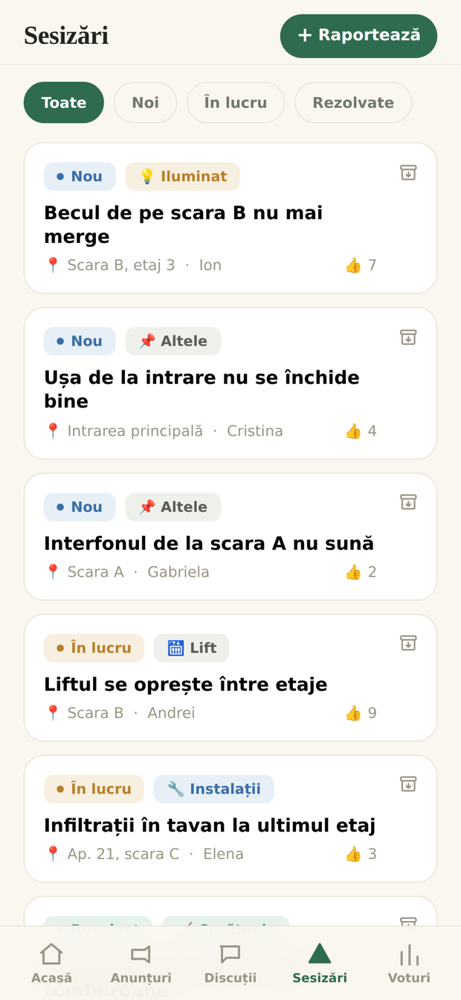 Sesizări
+ Raportează
Toate
Noi
În lucru
Rezolvate
Nou
Iluminat
Becul de pe scara B nu mai
merge
Scara B, etaj 3 · Ion
7
Nou
Altele
Ușa de la intrare nu se închide
bine
Intrarea principală · Cristina
4
Nou
Altele
Interfonul de la scara A nu sună
Scara A · Gabriela
2
În lucru
Lift
Liftul se oprește între etaje
Scara B · Andrei
9
În lucru
Instalații
Infiltrații în tavan la ultimul etaj
Ap. 21, scara C · Elena
3
Rezolvat
Curățenie
tomberoane
Acasă
Anunțuri
Discuții
Sesizări
Voturi